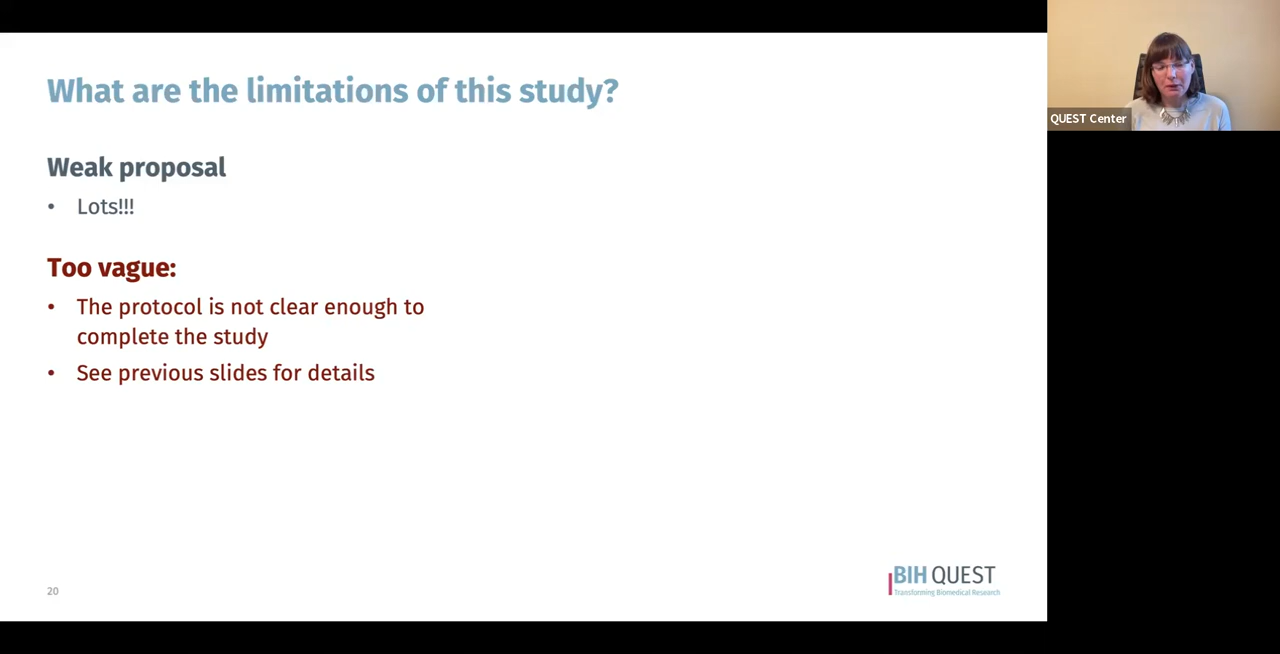 What are the limitations of this study?
QUEST Center
Weak proposal
• Lots!!!
Too vague:
• The protocol is not clear enough to
complete the study
• See previous slides for details
20
BIH QUEST
Transforming Biomedical Research